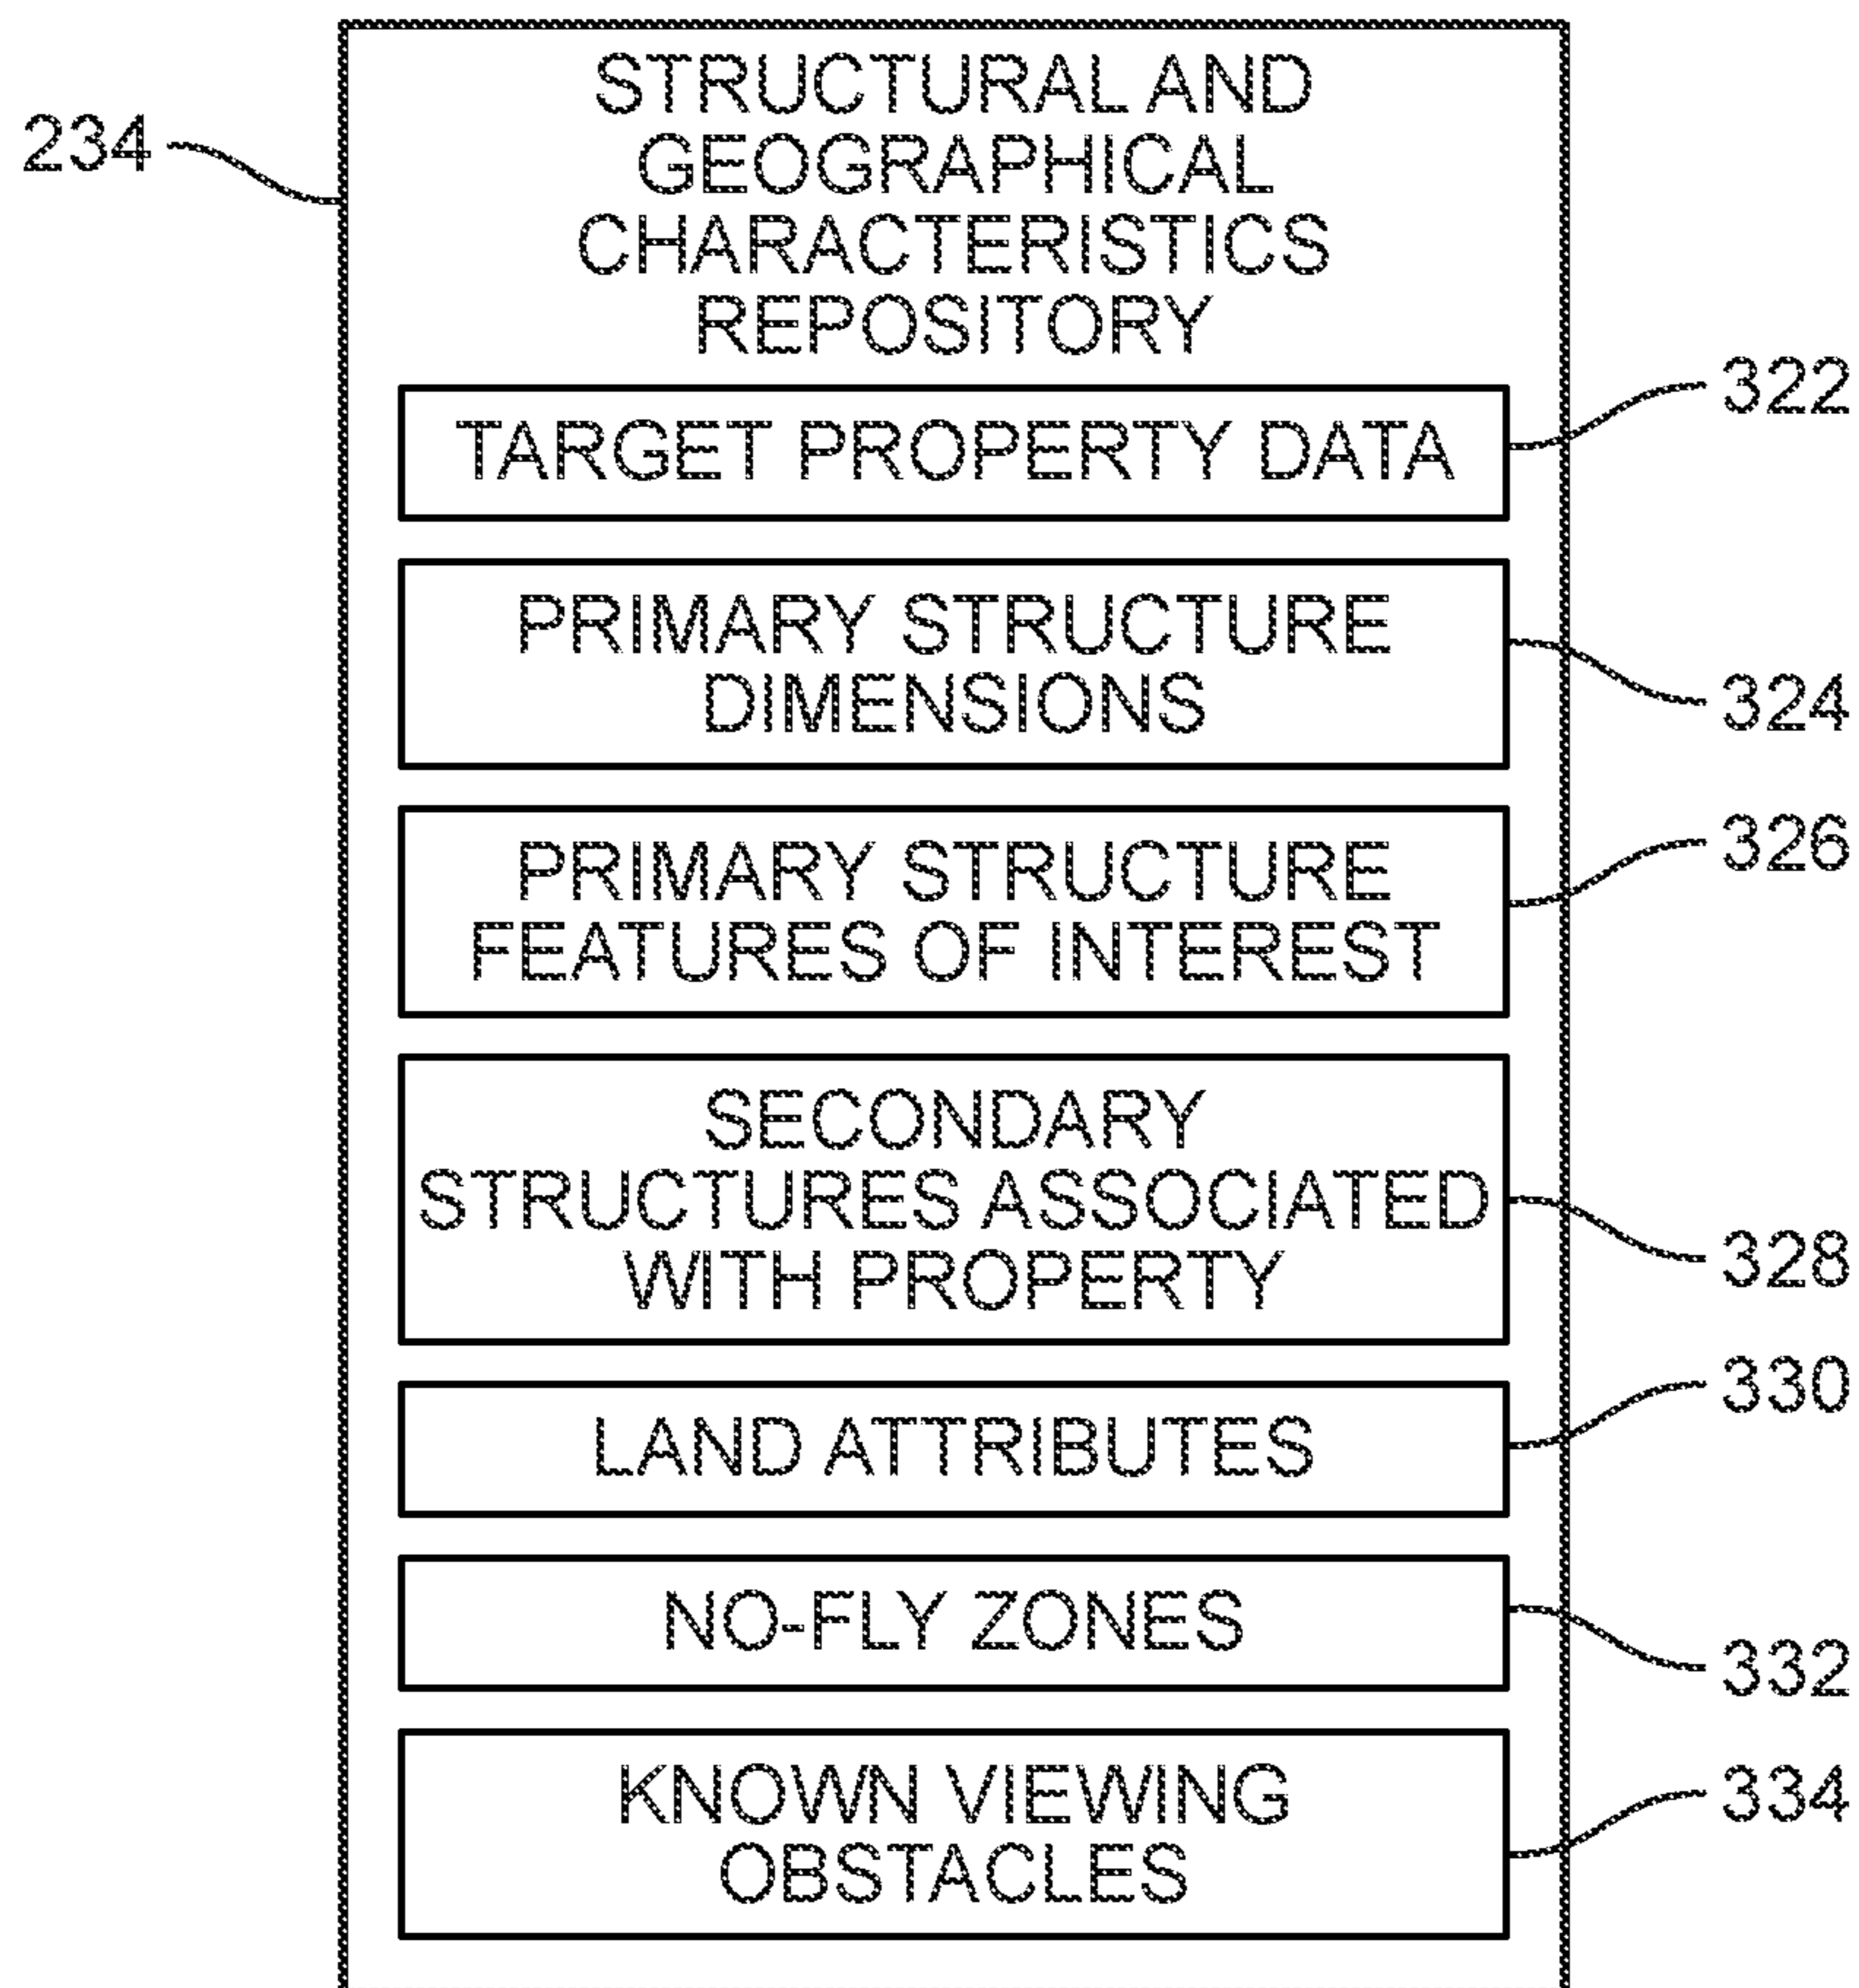 STRUCTURAL AND
GEOGRAPHICAL
CHARACTERISTICS
REPOSITORY
234
TARGET PROPERTY DATA
322
PRIMARY STRUCTURE
DIMENSIONS
324
PRIMARY STRUCTURE
FEATURES OF INTEREST
326
SECONDARY
STRUCTURES ASSOCIATED
WITH PROPERTY
328
LAND ATTRIBUTES
330
NO-FLY ZONES
332
KNOWN VIEWING
OBSTACLES
334